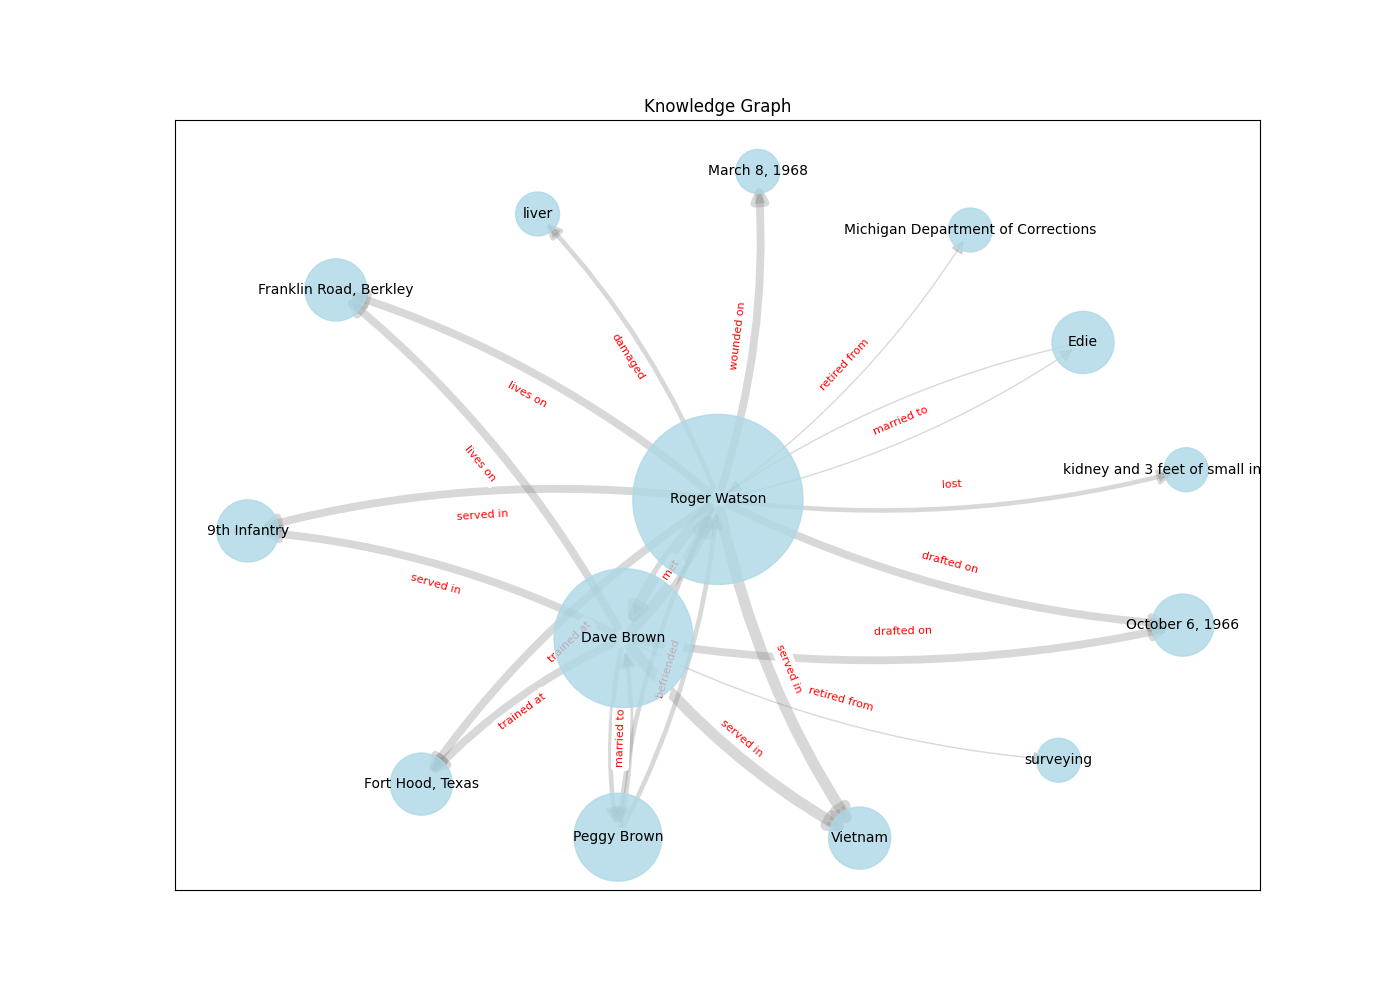 Knowledge Graph
March 8, 1968
liver
Michigan Department of Corrections
Franklin Road, Berkley
wounded on
Edie
damaged
retired from
lives on
married to
lives on
kidney and 3 feet of small in
lost
Roger Watson
served in
9th Infantry
drafted on
met
served in
October 6, 1966
drafted on
Dave Brown
trained at
befriended
served in
retired from
trained at
married to
served in
surveying
Fort Hood, Texas
Peggy Brown
Vietnam